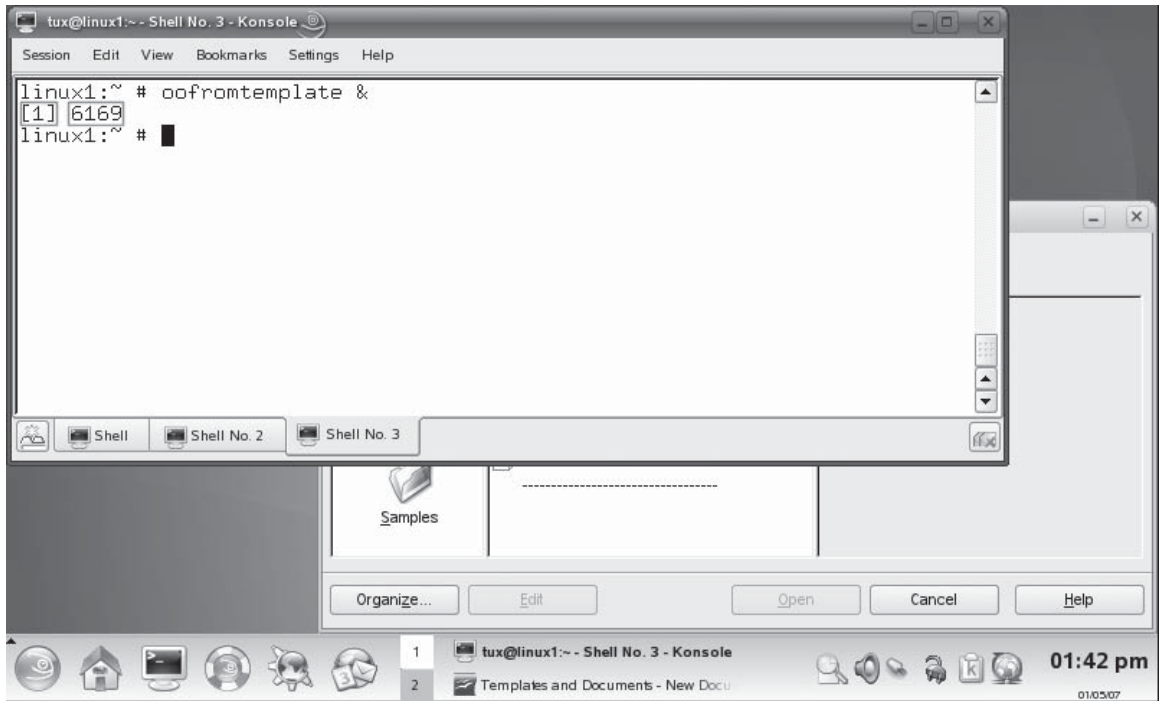 tux@linux1:~ - Shell No. 3 - Konsole
Session Edit View Bookmarks Settings Help
linux1:~ # oofromtemplate &
[1] 6169
linux1:~ #
Shell Shell No. 2 Shell No. 3
Samples
Organize... Edit Open Cancel Help
1 tux@linux1:~ - Shell No. 3 - Konsole
2 Templates and Documents - New Docu
01:42 pm
01/05/07